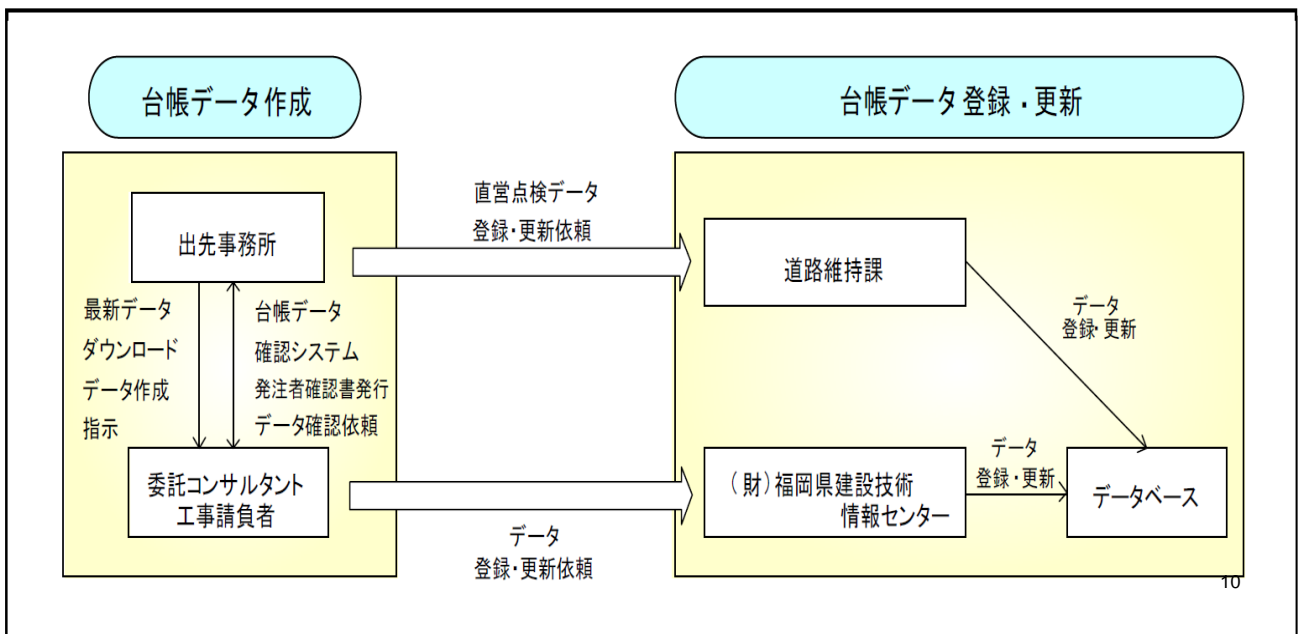 台帳データ作成
台帳データ登録・更新
出先事務所
最新データ
ダウンロード
データ作成
指示
台帳データ
確認システム
発注者確認書発行
データ確認依頼
委託コンサルタント
工事請負者
直営点検データ
登録・更新依頼
データ
登録・更新依頼
道路維持課
データ
登録・更新
(財)福岡県建設技術
情報センター
データ
登録・更新
データベース
10